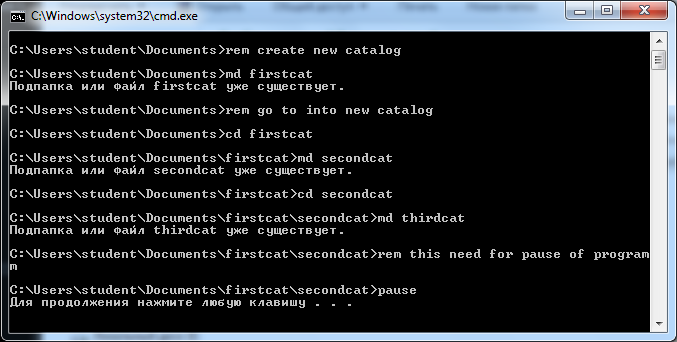 C:\Windows\system32\cmd.exe
C:\Users\student\Documents>rem create new catalog
C:\Users\student\Documents>md firstcat
Подпапка или файл firstcat уже существует.
C:\Users\student\Documents>rem go to into new catalog
C:\Users\student\Documents>cd firstcat
C:\Users\student\Documents\firstcat>md secondcat
Подпапка или файл secondcat уже существует.
C:\Users\student\Documents\firstcat>cd secondcat
C:\Users\student\Documents\firstcat\secondcat>md thirdcat
Подпапка или файл thirdcat уже существует.
C:\Users\student\Documents\firstcat\secondcat>rem this need for pause of program
m
C:\Users\student\Documents\firstcat\secondcat>pause
Для продолжения нажмите любую клавишу . . .